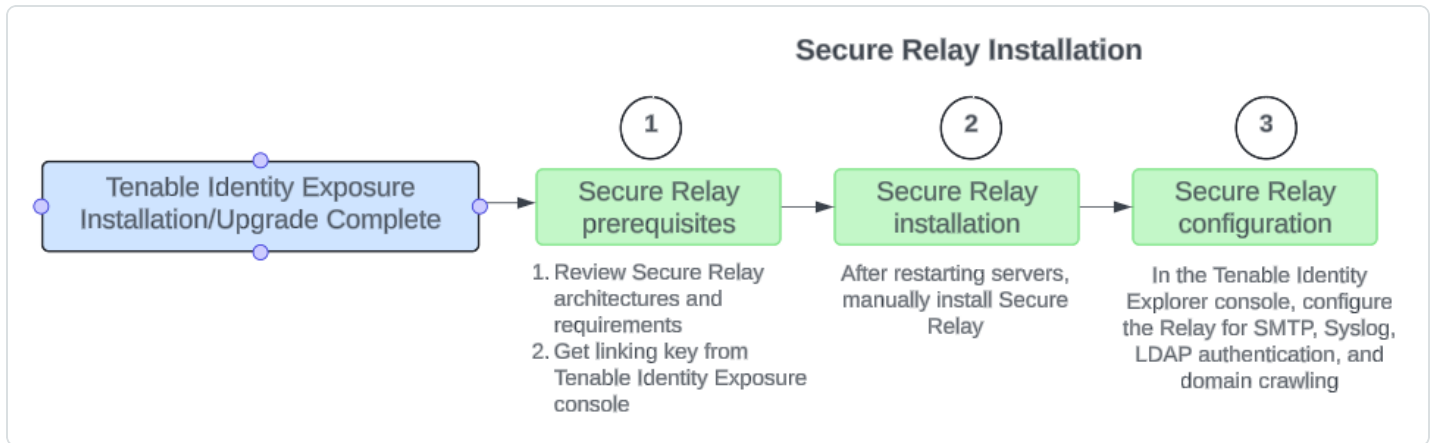 Secure Relay Installation
1
2
3
Tenable Identity Exposure
Installation/Upgrade Complete
Secure Relay
prerequisites
Secure Relay
installation
Secure Relay
configuration
1. Review Secure Relay
architectures and
requirements
2. Get linking key from
Tenable Identity Exposure
console
After restarting servers,
manually install Secure
Relay
In the Tenable Identity
Explorer console, configure
the Relay for SMTP, Syslog,
LDAP authentication, and
domain crawling